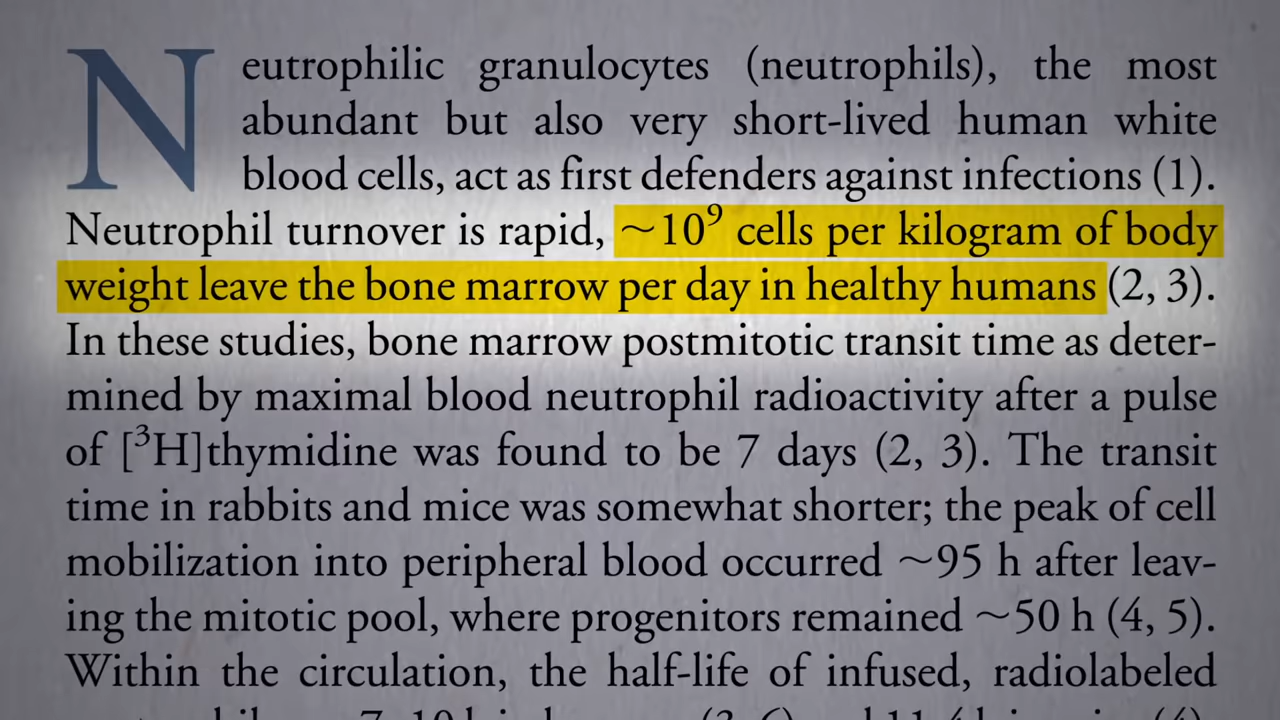 Neutrophilic granulocytes (neutrophils), the most
abundant but also very short-lived human white
blood cells, act as first defenders against infections (1).
Neutrophil turnover is rapid, ~10⁹ cells per kilogram of body
weight leave the bone marrow per day in healthy humans (2, 3).
In these studies, bone marrow postmitotic transit time as deter-
mined by maximal blood neutrophil radioactivity after a pulse
of [³H]thymidine was found to be 7 days (2, 3). The transit
time in rabbits and mice was somewhat shorter; the peak of cell
mobilization into peripheral blood occurred ~95 h after leav-
ing the mitotic pool, where progenitors remained ~50 h (4, 5).
Within the circulation, the half-life of infused, radiolabeled